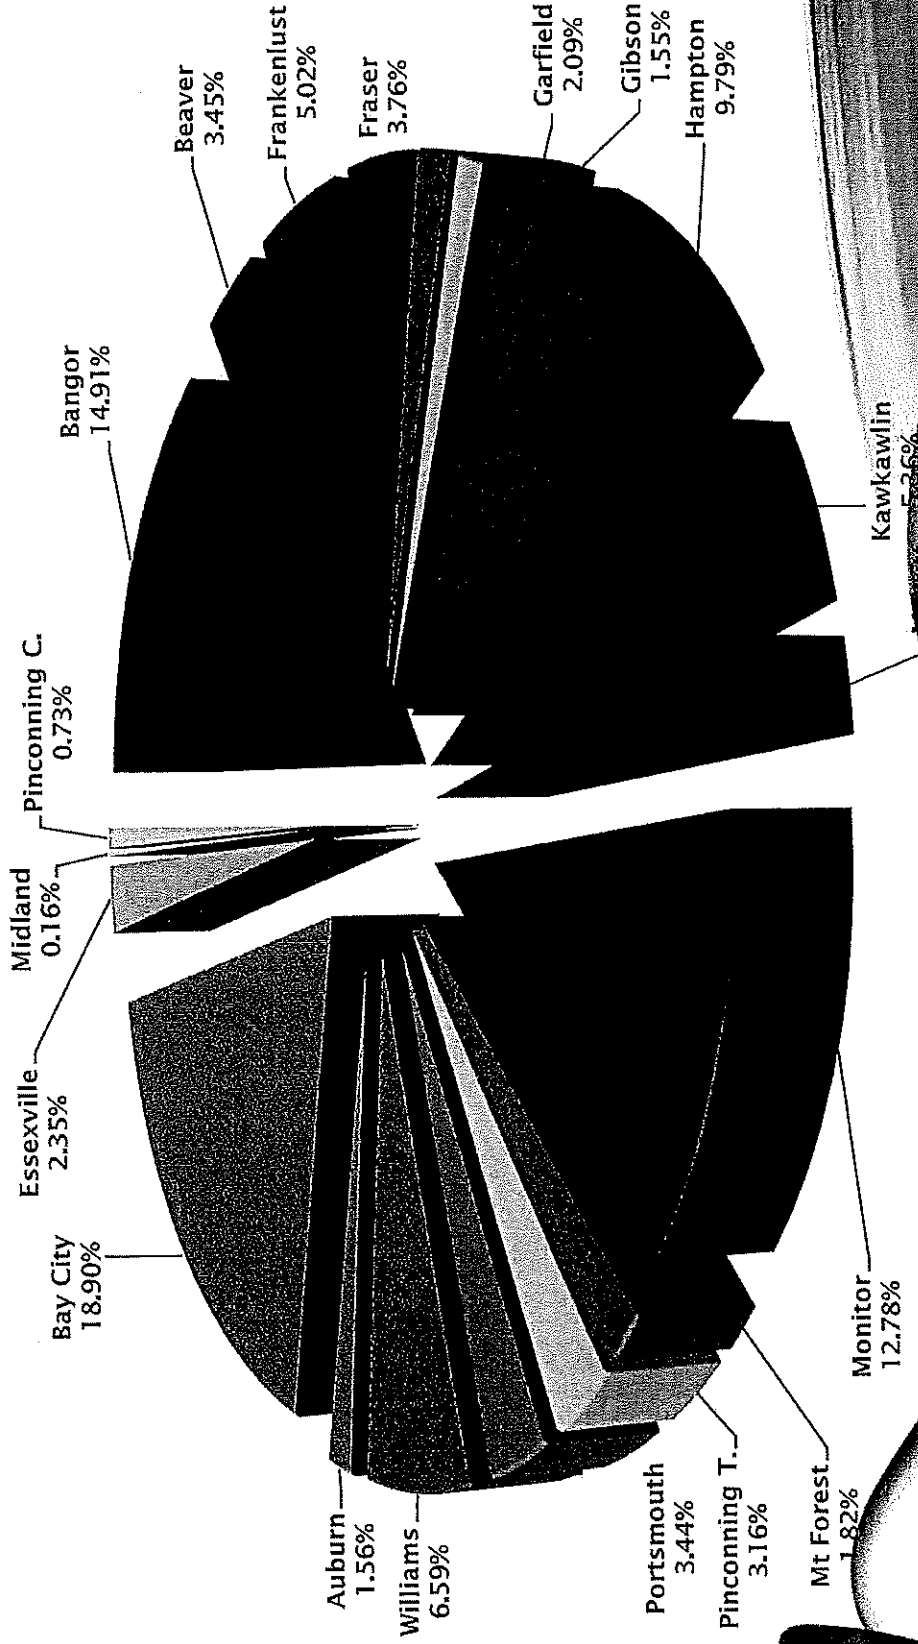 Bangor
14.91%
Beaver
3.45%
Frankenlust
5.02%
Fraser
3.76%
Garfield
2.09%
Gibson
1.55%
Hampton
9.79%
Kawkawlin
5.36%
Monitor
12.78%
Mt Forest
1.82%
Pinconning T.
3.16%
Portsmouth
3.44%
Williams
6.59%
Auburn
1.56%
Bay City
18.90%
Essexville
2.35%
Midland
0.16%
Pinconning C.
0.73%